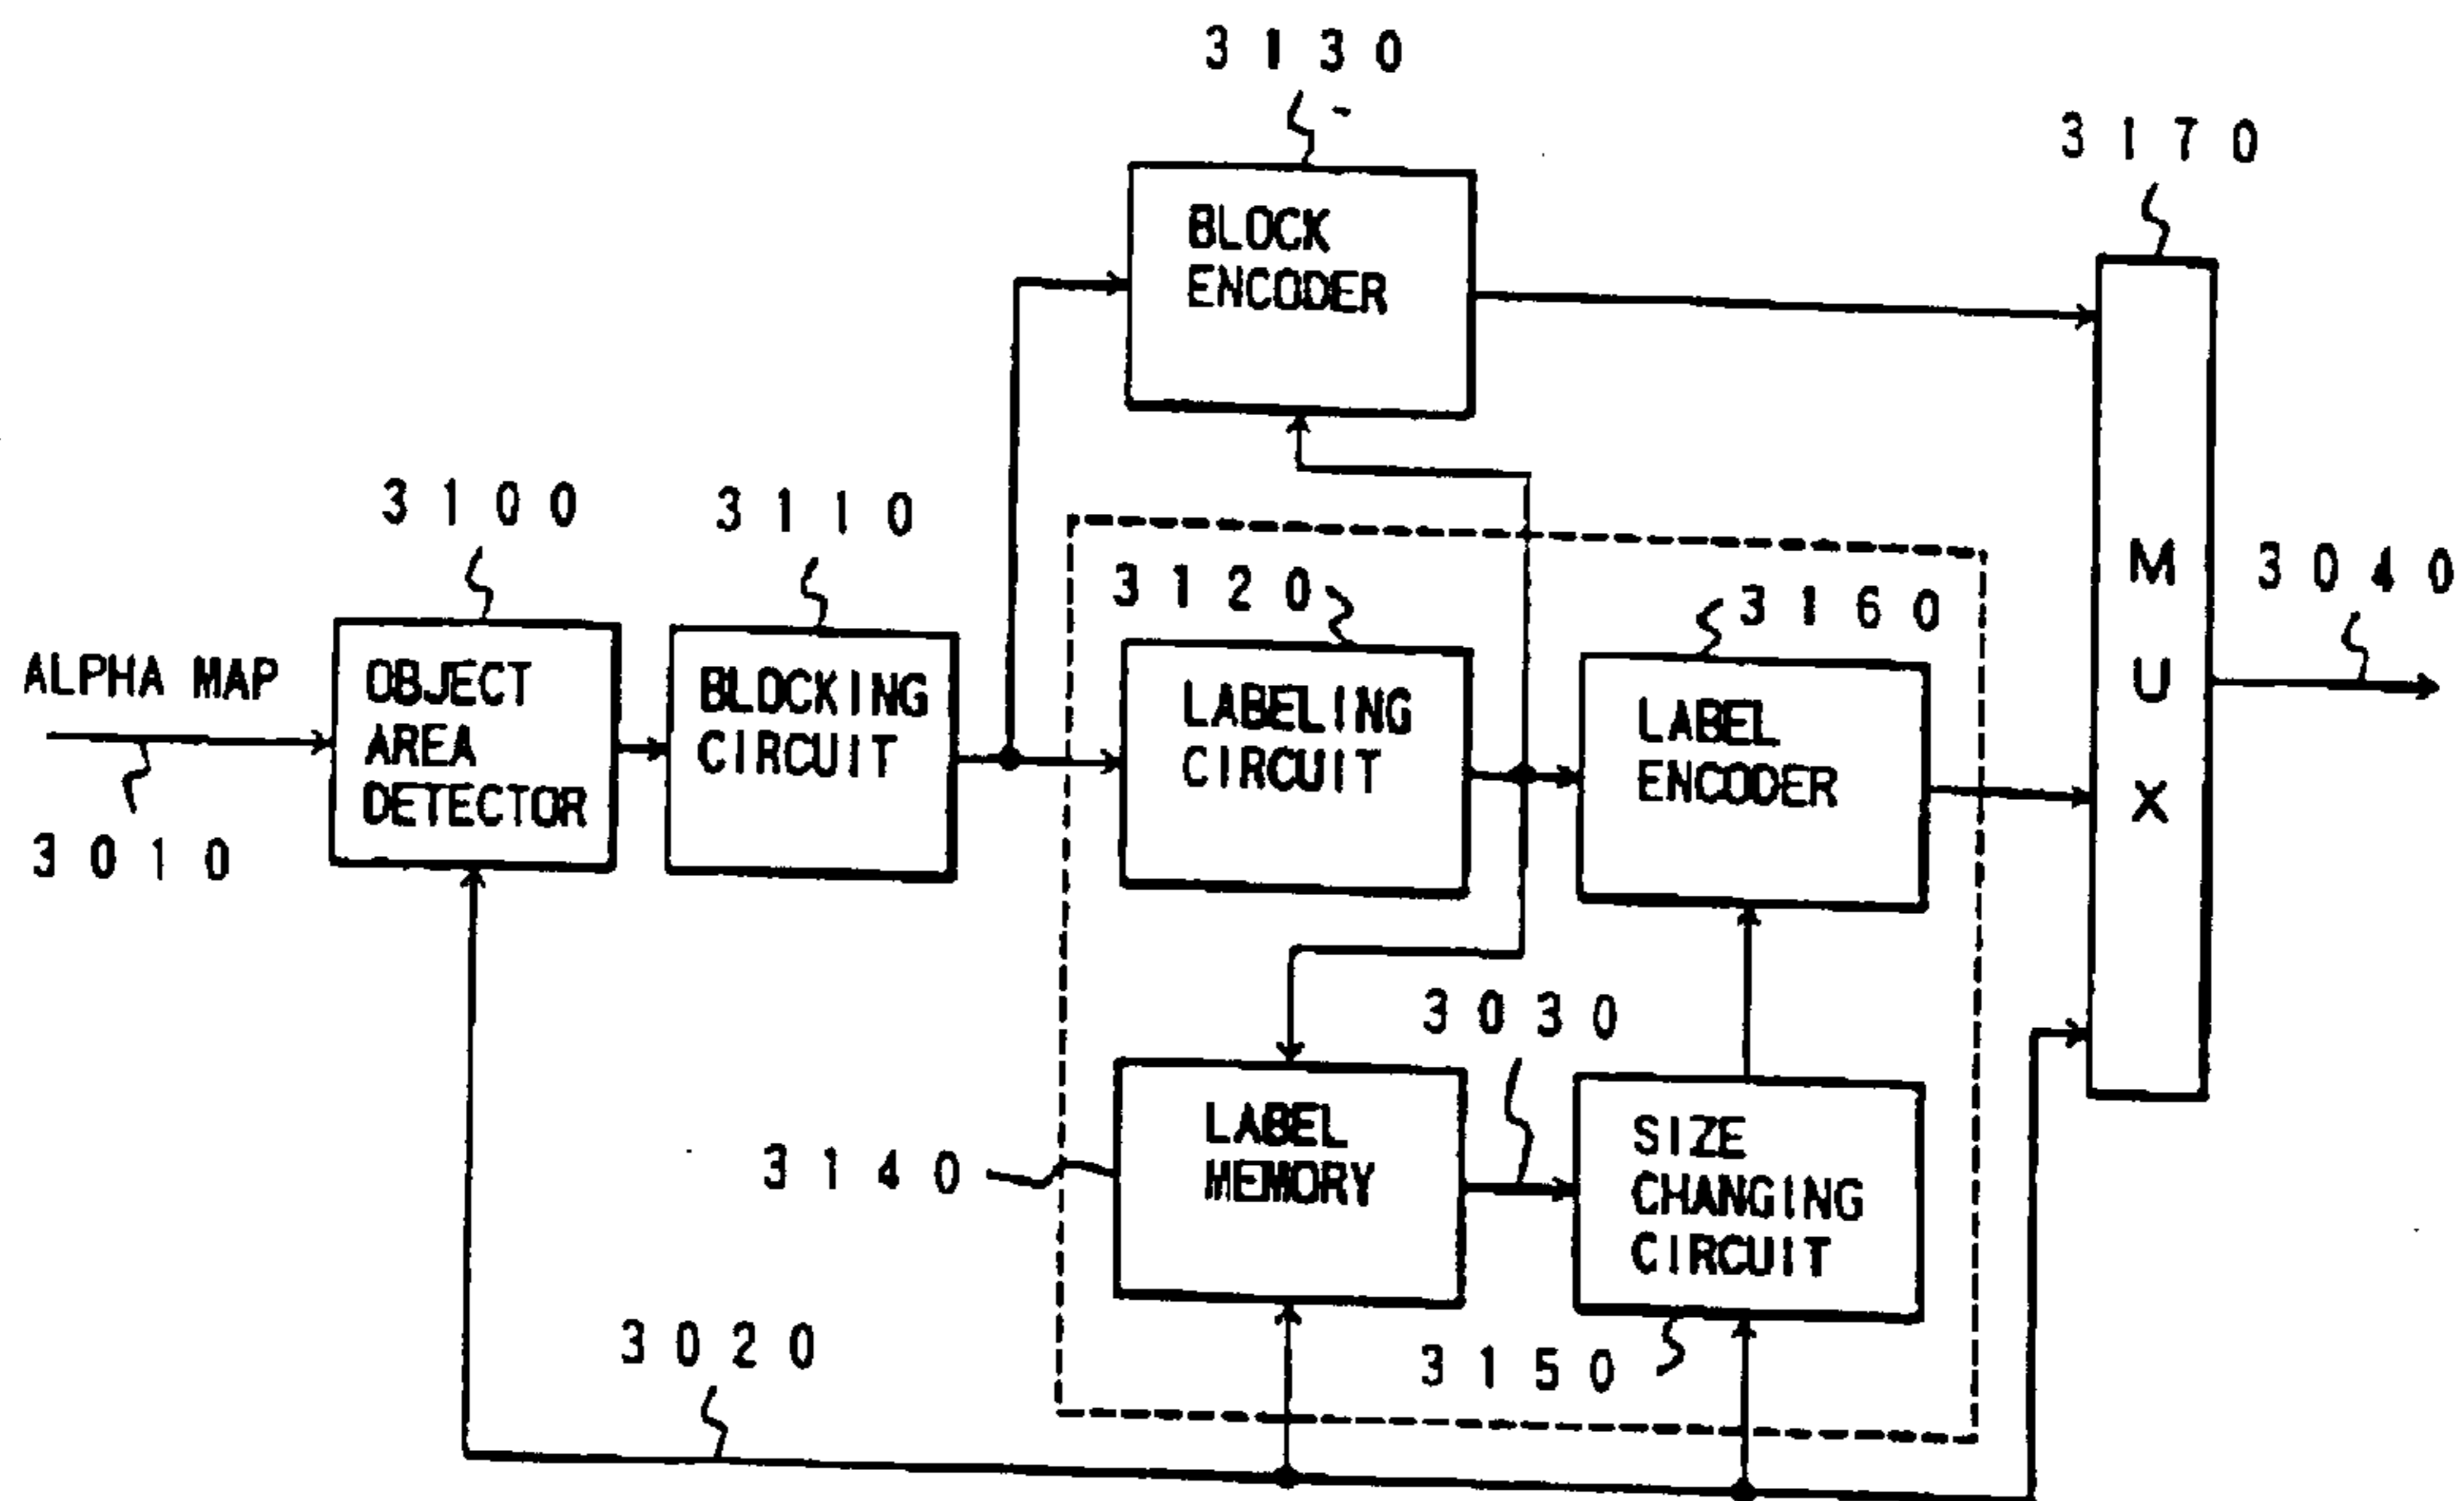 3130
3170
BLOCK
ENCODER
3100
3110
3120
3160
MUX
3040
ALPHA MAP
OBJECT
AREA
DETECTOR
BLOCKING
CIRCUIT
LABELING
CIRCUIT
LABEL
ENCODER
3010
3030
3140
LABEL
MEMORY
SIZE
CHANGING
CIRCUIT
3020
3150